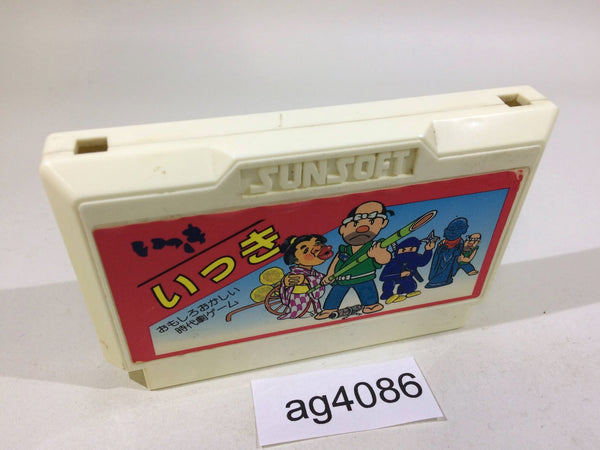 SUNSOFT
いっき
いっき
おもしろおかしい
時代劇ゲーム
ag4086